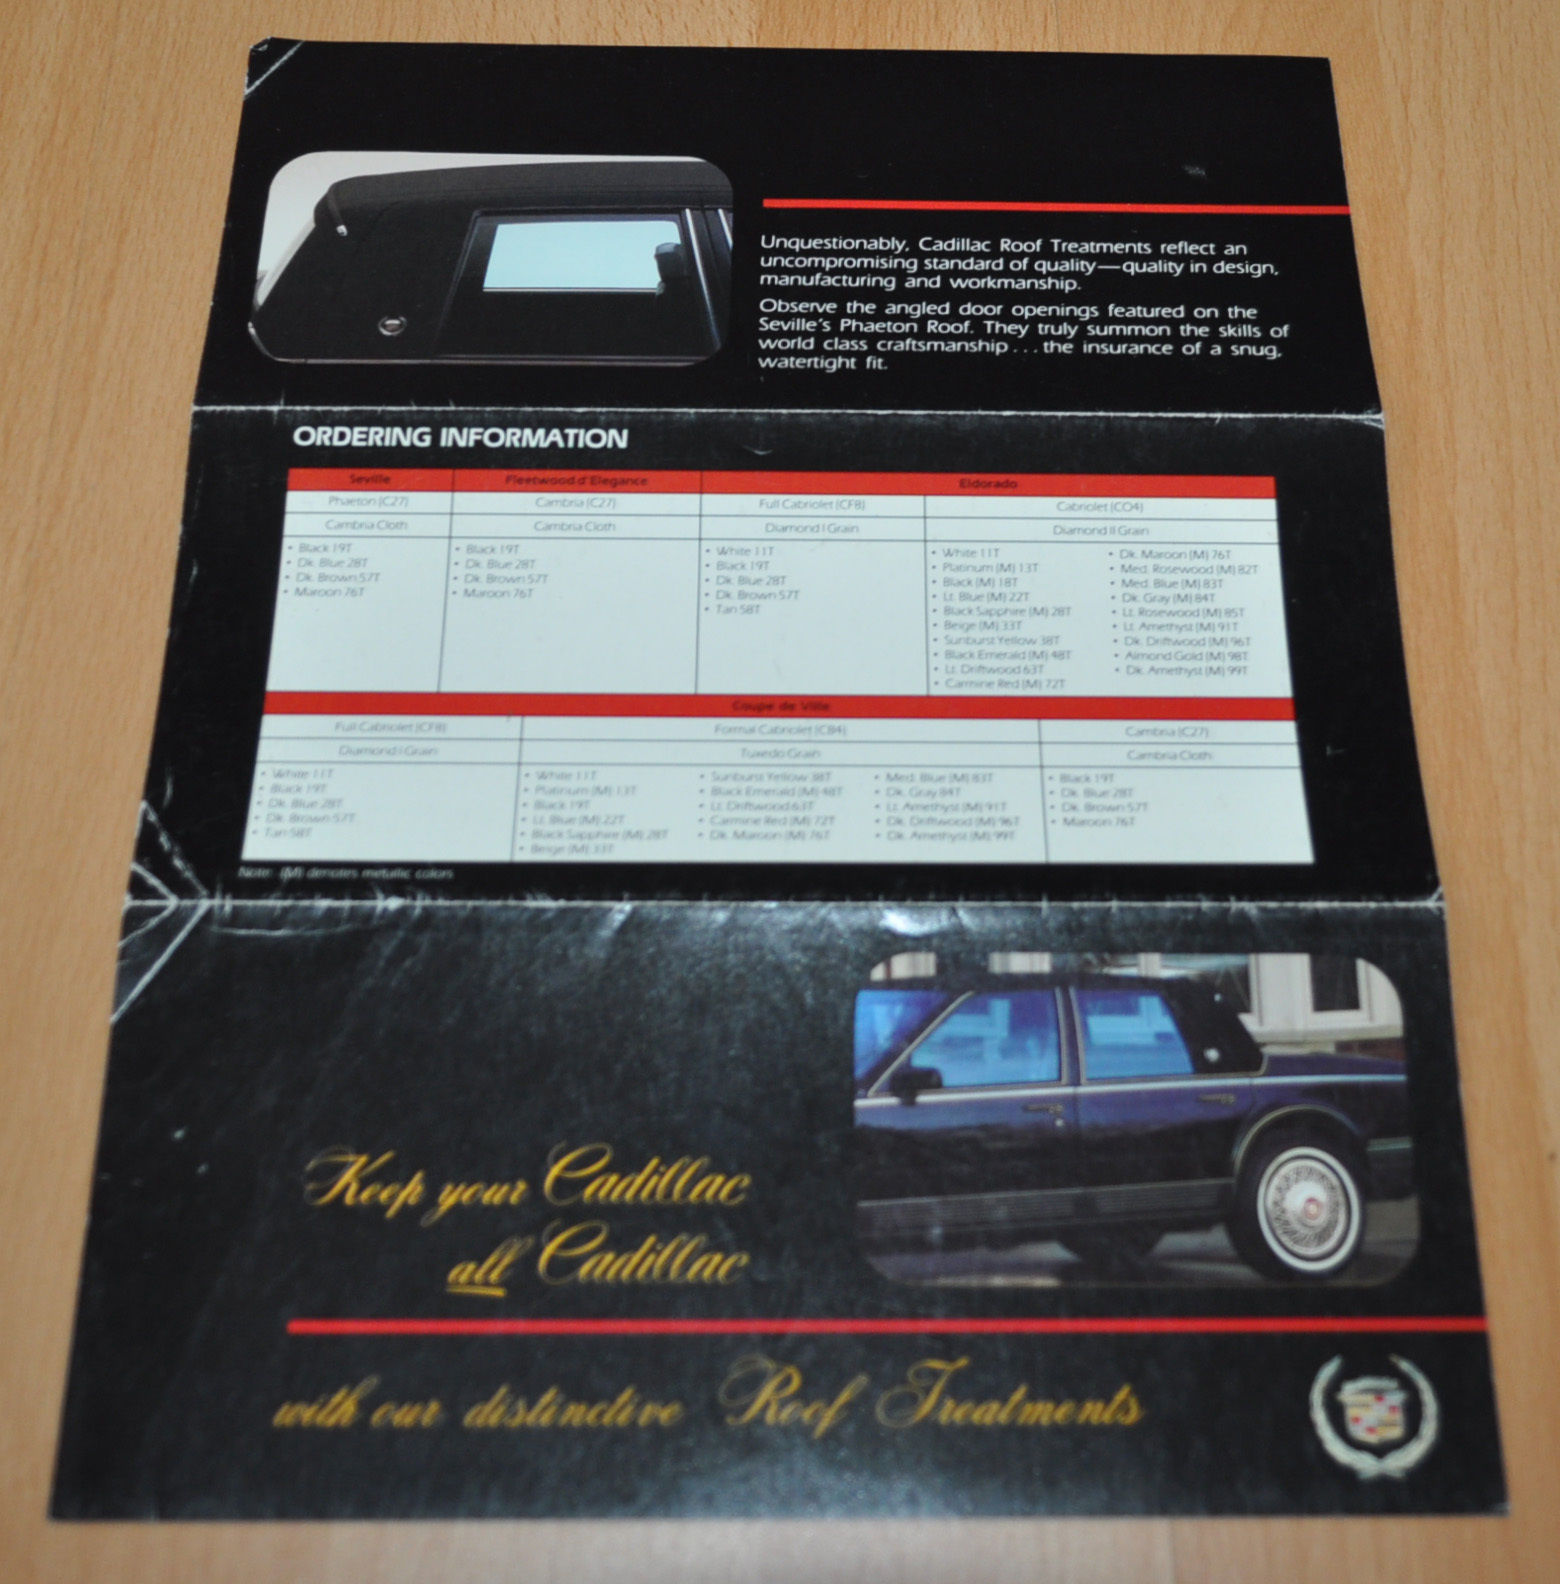 Unquestionably, Cadillac Roof Treatments reflect an
uncompromising standard of quality—quality in design,
manufacturing and workmanship.
Observe the angled door openings featured on the
Seville's Phaeton Roof. They truly summon the skills of
world class craftsmanship...the insurance of a snug,
watertight fit.
ORDERING INFORMATION
Seville
Phaeton (C27)
Cambria Cloth
• Black 19T
• Dk. Blue 28T
• Dk. Brown 57T
• Maroon 76T
Fleetwood d'Elegance
Cambria (C27)
Cambria Cloth
• Black 19T
• Dk. Blue 28T
• Dk. Brown 57T
• Maroon 76T
Eldorado
Full Cabriolet (CF8)
Diamond I Grain
• White 11T
• Black 19T
• Dk. Blue 28T
• Dk. Brown 57T
• Tan 58T
Cabriolet (CO4)
Diamond II Grain
• White 11T
• Platinum (M) 13T
• Black (M) 18T
• Lt. Blue (M) 22T
• Black Sapphire (M) 28T
• Beige (M) 33T
• Sunburst Yellow 38T
• Black Emerald (M) 48T
• Lt. Driftwood 63T
• Carmine Red (M) 72T
• Dk. Maroon (M) 76T
• Med. Rosewood (M) 82T
• Med. Blue (M) 83T
• Dk. Gray (M) 84T
• Lt. Rosewood (M) 85T
• Lt. Amethyst (M) 91T
• Dk. Driftwood (M) 96T
• Almond Gold (M) 98T
• Dk. Amethyst (M) 99T
Coupe de Ville
Full Cabriolet (CF8)
Diamond I Grain
• White 11T
• Black 19T
• Dk. Blue 28T
• Dk. Brown 57T
• Tan 58T
Formal Cabriolet (CB4)
Tuxedo Grain
• White 11T
• Platinum (M) 13T
• Black 19T
• Lt. Blue (M) 22T
• Black Sapphire (M) 28T
• Beige (M) 33T
• Sunburst Yellow 38T
• Black Emerald (M) 48T
• Lt. Driftwood 63T
• Carmine Red (M) 72T
• Dk. Maroon (M) 76T
• Med. Blue (M) 83T
• Dk. Gray 84T
• Lt. Amethyst (M) 91T
• Dk. Driftwood (M) 96T
• Dk. Amethyst (M) 99T
Cambria (C27)
Cambria Cloth
• Black 19T
• Dk. Blue 28T
• Dk. Brown 57T
• Maroon 76T
Note: (M) denotes metallic colors
Keep your Cadillac
all Cadillac
with our distinctive Roof Treatments